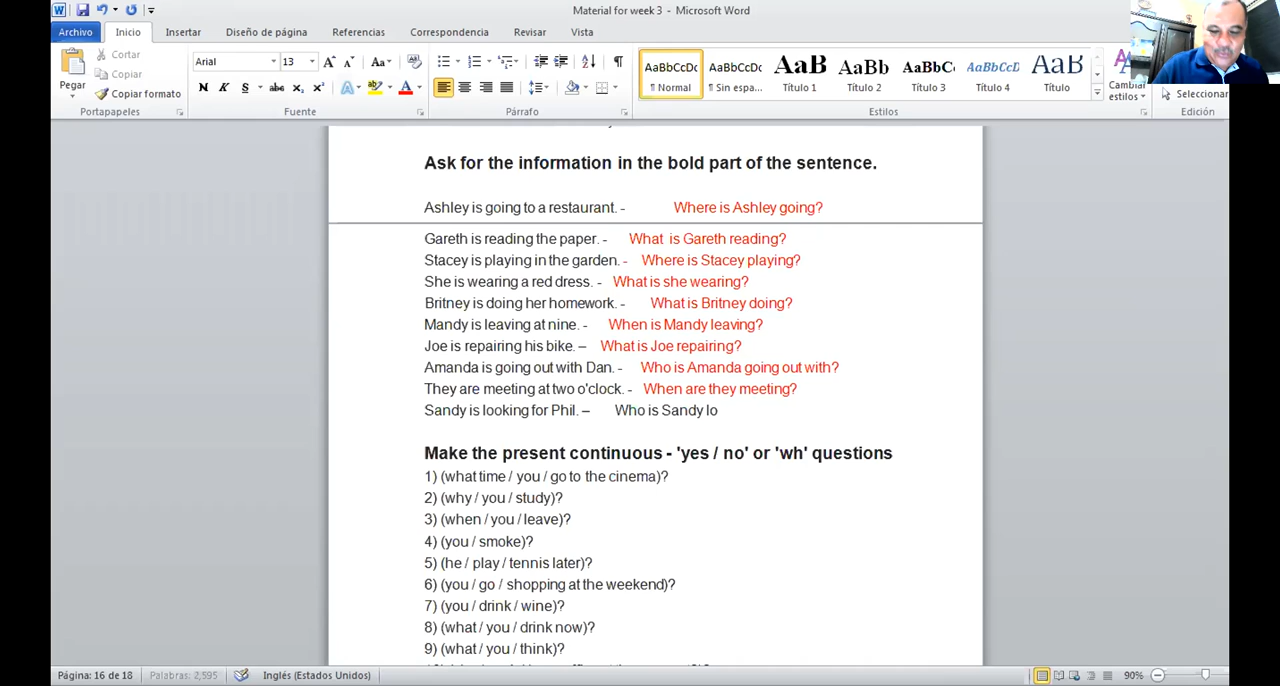 Material for week 3 - Microsoft Word
Archivo Inicio Insertar Diseño de página Referencias Correspondencia Revisar Vista
Pegar
Cortar
Copiar
Copiar formato
Portapapeles
Arial 13
Fuente
Párrafo
AaBbCcDc AaBbCcDc AaB AaBb AaBbC AaBbCcD AaB
¶ Normal ¶ Sin espa... Título 1 Título 2 Título 3 Título 4 Título
Cambiar estilos
Estilos
Seleccionar
Edición
Ask for the information in the bold part of the sentence.
Ashley is going to a restaurant. - Where is Ashley going?
Gareth is reading the paper. - What is Gareth reading?
Stacey is playing in the garden. - Where is Stacey playing?
She is wearing a red dress. - What is she wearing?
Britney is doing her homework. - What is Britney doing?
Mandy is leaving at nine. - When is Mandy leaving?
Joe is repairing his bike. – What is Joe repairing?
Amanda is going out with Dan. - Who is Amanda going out with?
They are meeting at two o'clock. - When are they meeting?
Sandy is looking for Phil. – Who is Sandy lo
Make the present continuous - 'yes / no' or 'wh' questions
1) (what time / you / go to the cinema)?
2) (why / you / study)?
3) (when / you / leave)?
4) (you / smoke)?
5) (he / play / tennis later)?
6) (you / go / shopping at the weekend)?
7) (you / drink / wine)?
8) (what / you / drink now)?
9) (what / you / think)?
Página: 16 de 18 Palabras: 2,595 Inglés (Estados Unidos) 90%